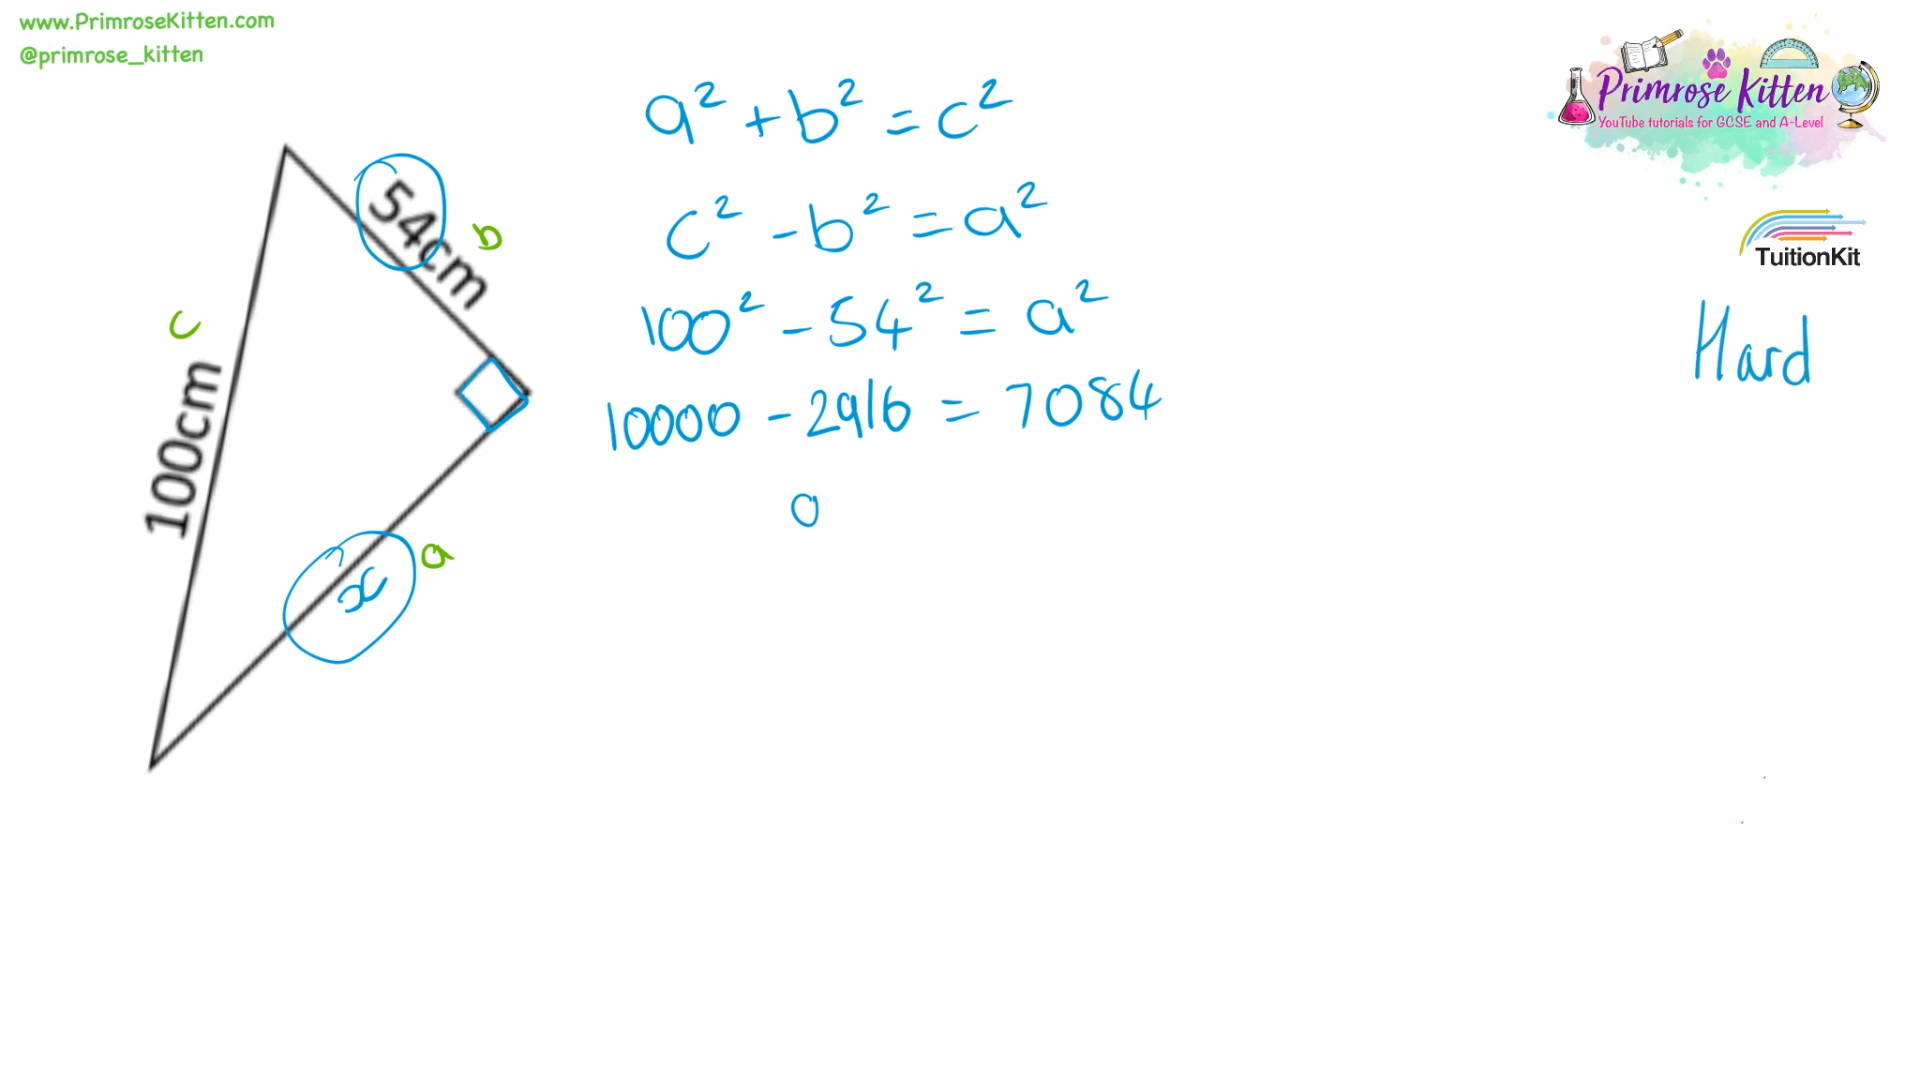 www.PrimroseKitten.com
@primrose_kitten
Primrose Kitten
YouTube tutorials for GCSE and A-Level
TuitionKit
Hard
a² + b² = c²
c² - b² = a²
100² - 54² = a²
10000 - 2916 = 7084
a
54cm
b
c
100cm
x
a